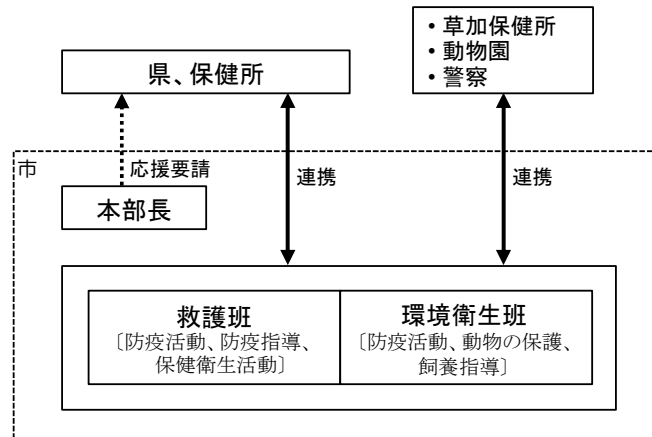 県、保健所
・草加保健所
・動物園
・警察
市
応援要請
連携
連携
本部長
救護班
〔防疫活動、防疫指導、
保健衛生活動〕
環境衛生班
〔防疫活動、動物の保護、
飼養指導〕